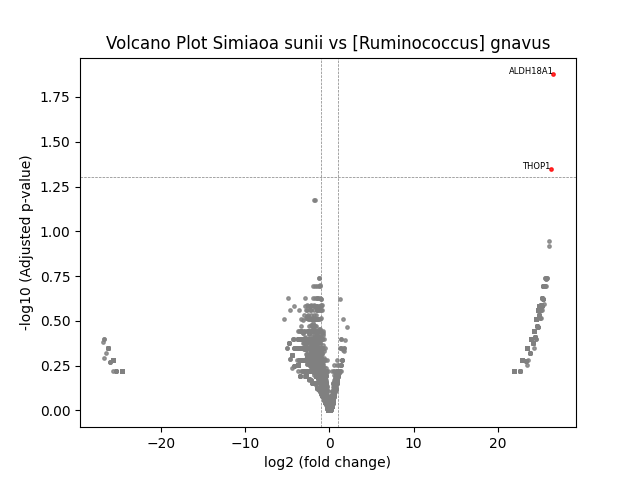 Volcano Plot Simiaoa sunii vs [Ruminococcus] gnavus
ALDH18A1
THOP1
-log10 (Adjusted p-value)
1.75
1.50
1.25
1.00
0.75
0.50
0.25
0.00
−20
−10
0
10
20
log2 (fold change)